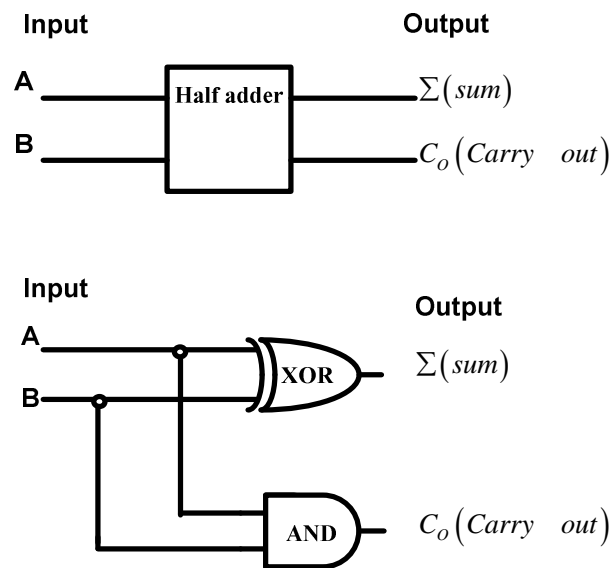 Input Output
A Half adder Σ(sum)
B C_O(Carry out)
Input Output
A XOR Σ(sum)
B
AND C_O(Carry out)